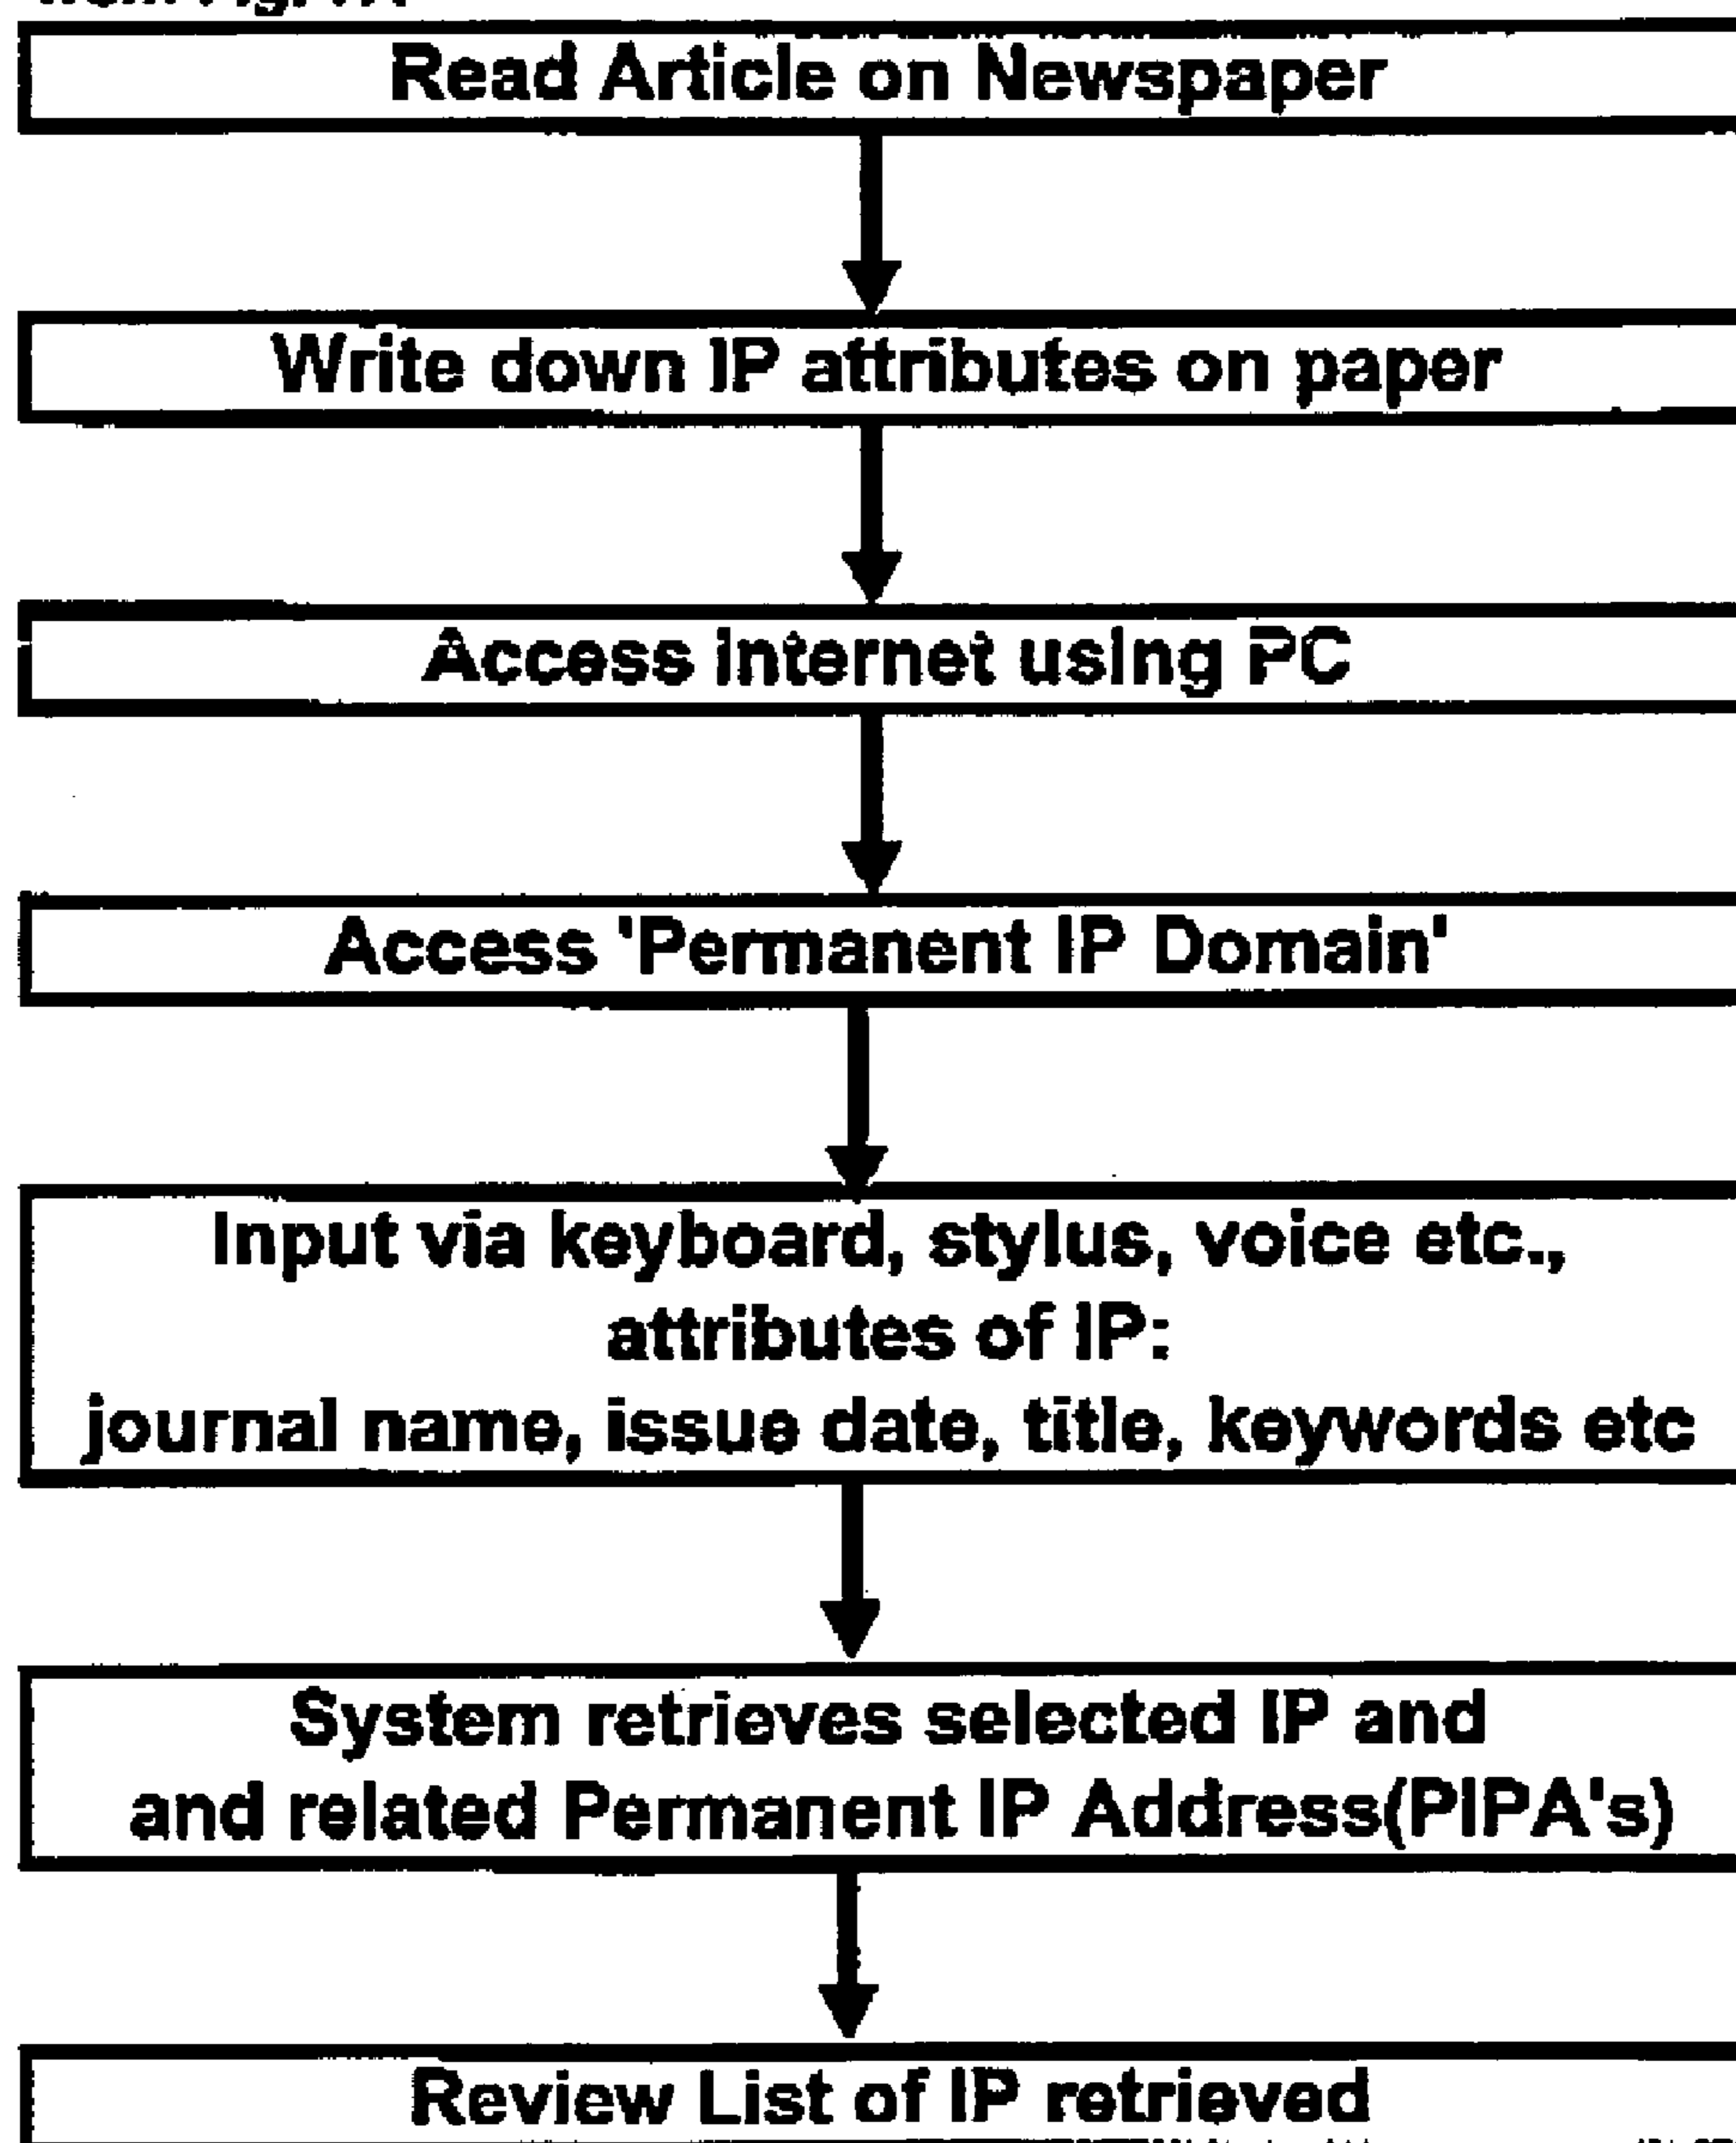 Read Article on Newspaper
Write down IP attributes on paper
Access internet using PC
Access 'Permanent IP Domain'
Input via keyboard, stylus, voice etc.,
attributes of IP:
journal name, issue date, title, keywords etc
System retrieves selected IP and
and related Permanent IP Address(PIPA's)
Review List of IP retrieved